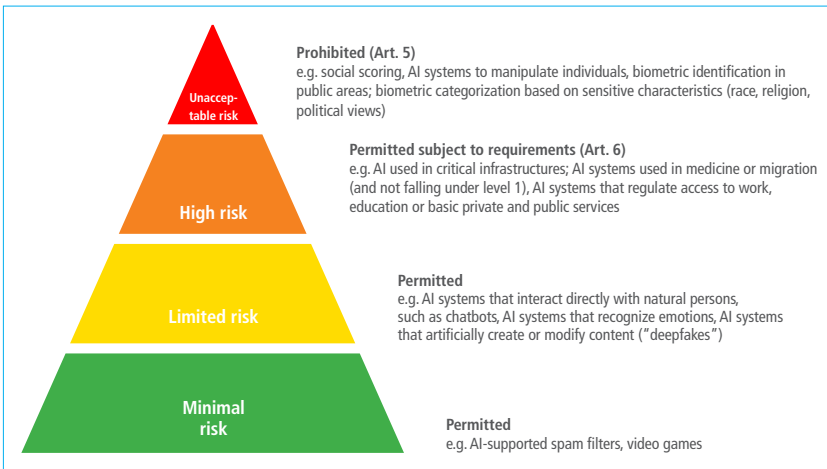 Prohibited (Art. 5)
e.g. social scoring, AI systems to manipulate individuals, biometric identification in
public areas; biometric categorization based on sensitive characteristics (race, religion,
political views)
Unaccep-
table risk
Permitted subject to requirements (Art. 6)
e.g. AI used in critical infrastructures; AI systems used in medicine or migration
(and not falling under level 1), AI systems that regulate access to work,
education or basic private and public services
High risk
Permitted
e.g. AI systems that interact directly with natural persons,
such as chatbots, AI systems that recognize emotions, AI systems
that artificially create or modify content (“deepfakes”)
Limited risk
Minimal
risk
Permitted
e.g. AI-supported spam filters, video games